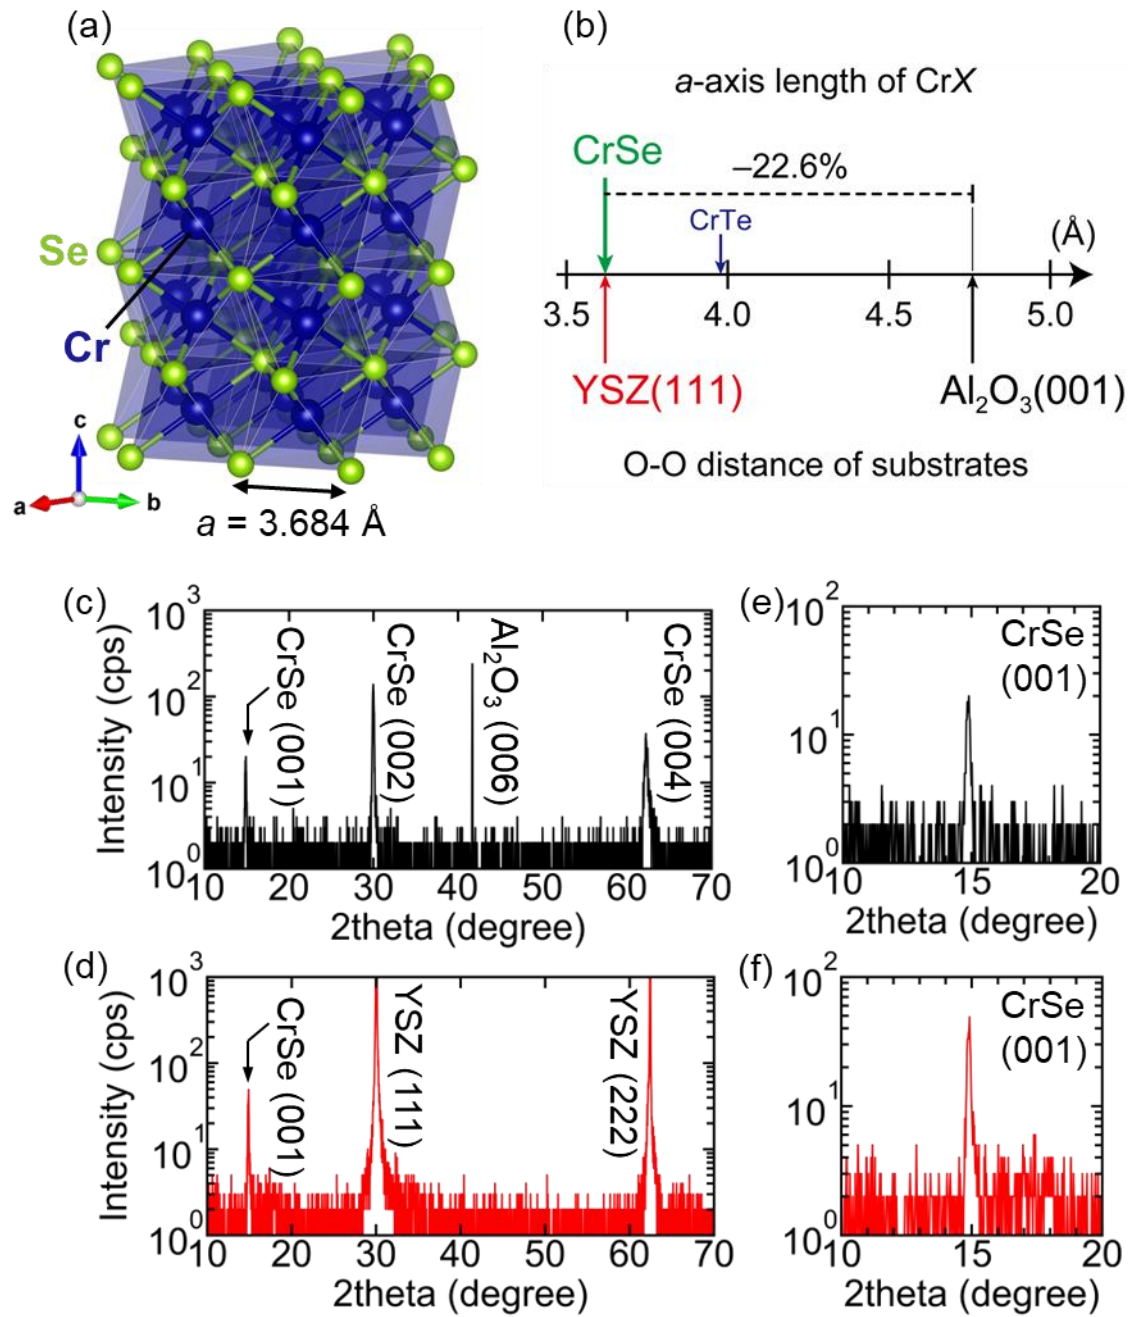 (a)
Se
Cr
c
a
b
a = 3.684 Å
(b)
a-axis length of CrX
CrSe
–22.6%
CrTe
(Å)
3.5
4.0
4.5
5.0
YSZ(111)
Al₂O₃(001)
O-O distance of substrates
(c)
Intensity (cps)
10³
10²
10¹
10⁰
CrSe (001)
CrSe (002)
Al₂O₃ (006)
CrSe (004)
10 20 30 40 50 60 70
2theta (degree)
(e)
10²
10¹
10⁰
CrSe
(001)
10 15 20
2theta (degree)
(d)
Intensity (cps)
10³
10²
10¹
10⁰
CrSe (001)
YSZ (111)
YSZ (222)
10 20 30 40 50 60 70
2theta (degree)
(f)
10²
10¹
10⁰
CrSe
(001)
10 15 20
2theta (degree)